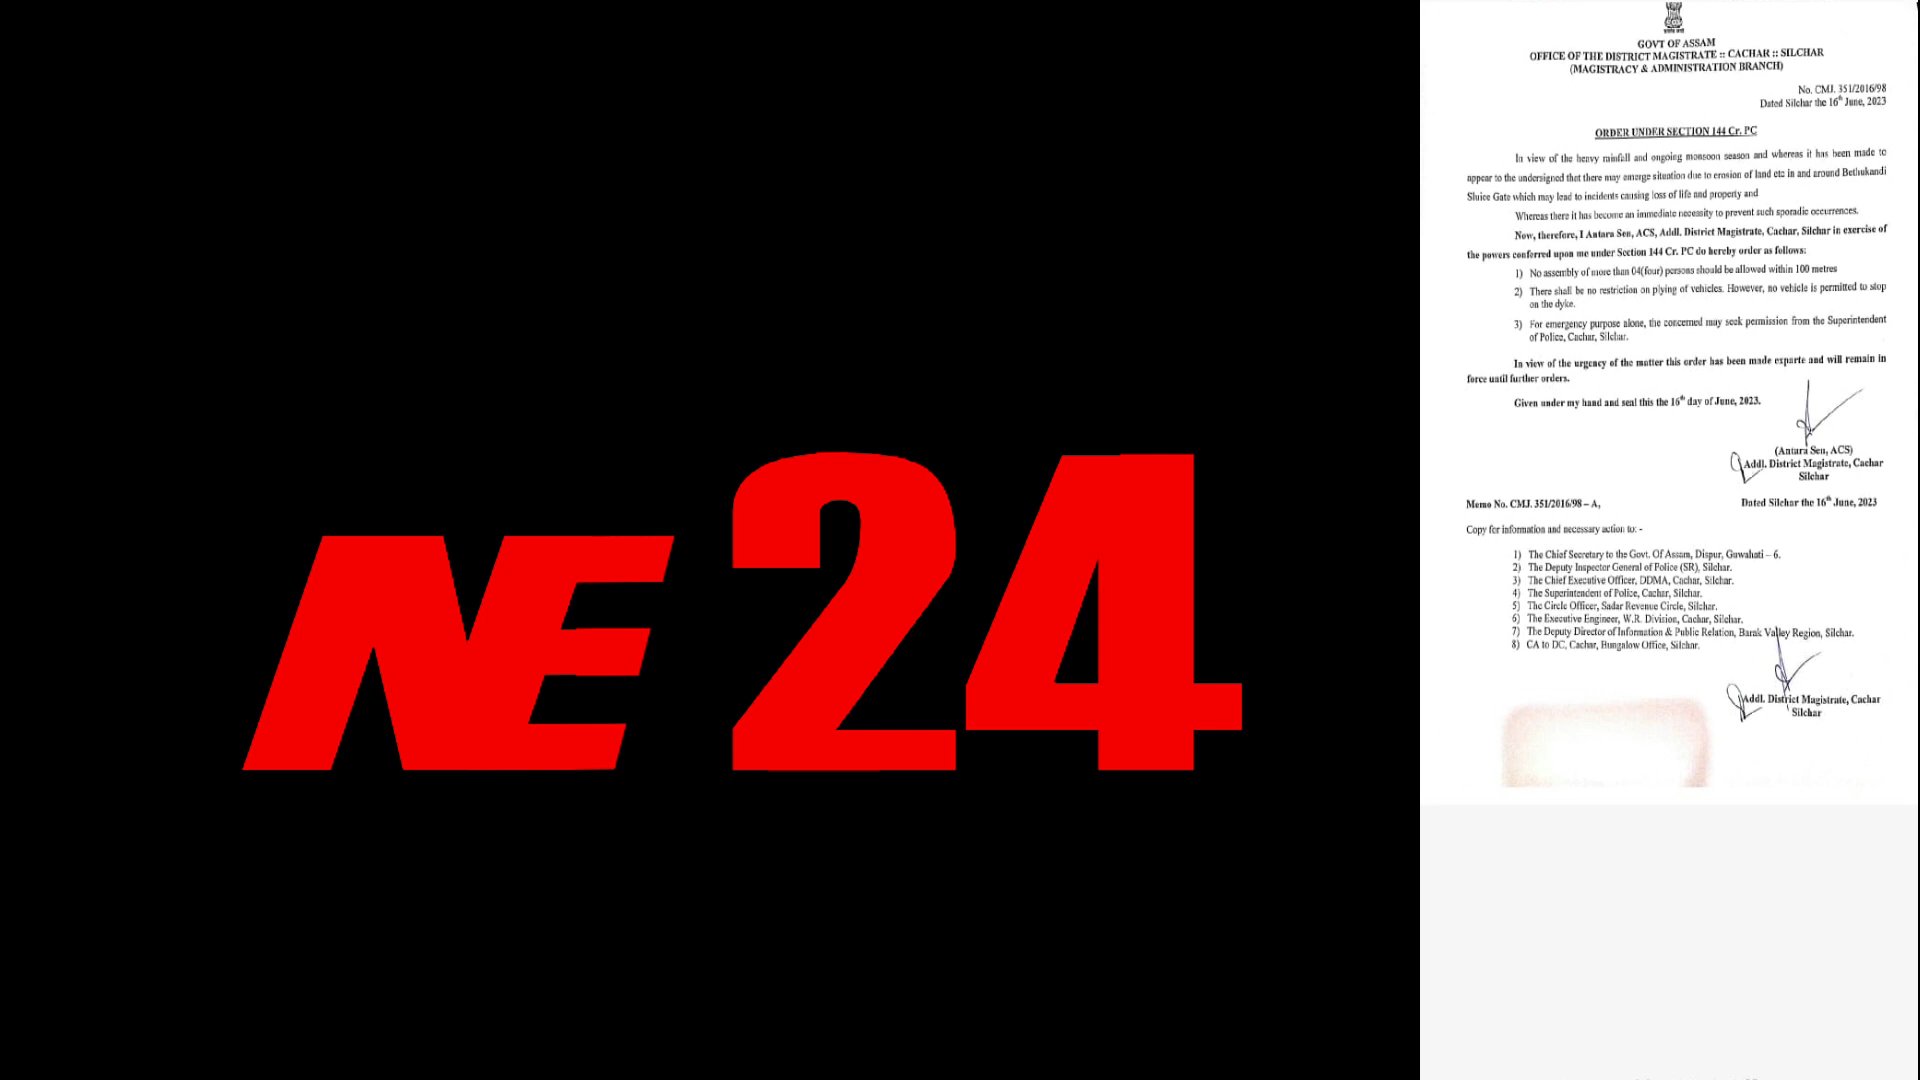 NE 24
GOVT OF ASSAM
OFFICE OF THE DISTRICT MAGISTRATE :: CACHAR :: SILCHAR
(MAGISTRACY & ADMINISTRATION BRANCH)
No. CMJ. 351/2016/98
Dated Silchar the 16th June, 2023
ORDER UNDER SECTION 144 Cr. PC
In view of the heavy rainfall and ongoing monsoon season and whereas it has been made to
appear to the undersigned that there may emerge situation due to erosion of land etc in and around Bethukandi
Sluice Gate which may lead to incidents causing loss of life and property and
Whereas there it has become an immediate necessity to prevent such sporadic occurrences.
Now, therefore, I Antara Sen, ACS, Addl. District Magistrate, Cachar, Silchar in exercise of
the powers conferred upon me under Section 144 Cr. PC do hereby order as follows:
1) No assembly of more than 04(four) persons should be allowed within 100 metres
2) There shall be no restriction on plying of vehicles. However, no vehicle is permitted to stop
on the dyke.
3) For emergency purpose alone, the concerned may seek permission from the Superintendent
of Police, Cachar, Silchar.
In view of the urgency of the matter this order has been made exparte and will remain in
force until further orders.
Given under my hand and seal this the 16th day of June, 2023.
(Antara Sen, ACS)
Addl. District Magistrate, Cachar
Silchar
Memo No. CMJ. 351/2016/98 – A,
Dated Silchar the 16th June, 2023
Copy for information and necessary action to: -
1) The Chief Secretary to the Govt. Of Assam, Dispur, Guwahati – 6.
2) The Deputy Inspector General of Police (SR), Silchar.
3) The Chief Executive Officer, DDMA, Cachar, Silchar.
4) The Superintendent of Police, Cachar, Silchar.
5) The Circle Officer, Sadar Revenue Circle, Silchar.
6) The Executive Engineer, W.R. Division, Cachar, Silchar.
7) The Deputy Director of Information & Public Relation, Barak Valley Region, Silchar.
8) CA to DC, Cachar, Bungalow Office, Silchar.
Addl. District Magistrate, Cachar
Silchar